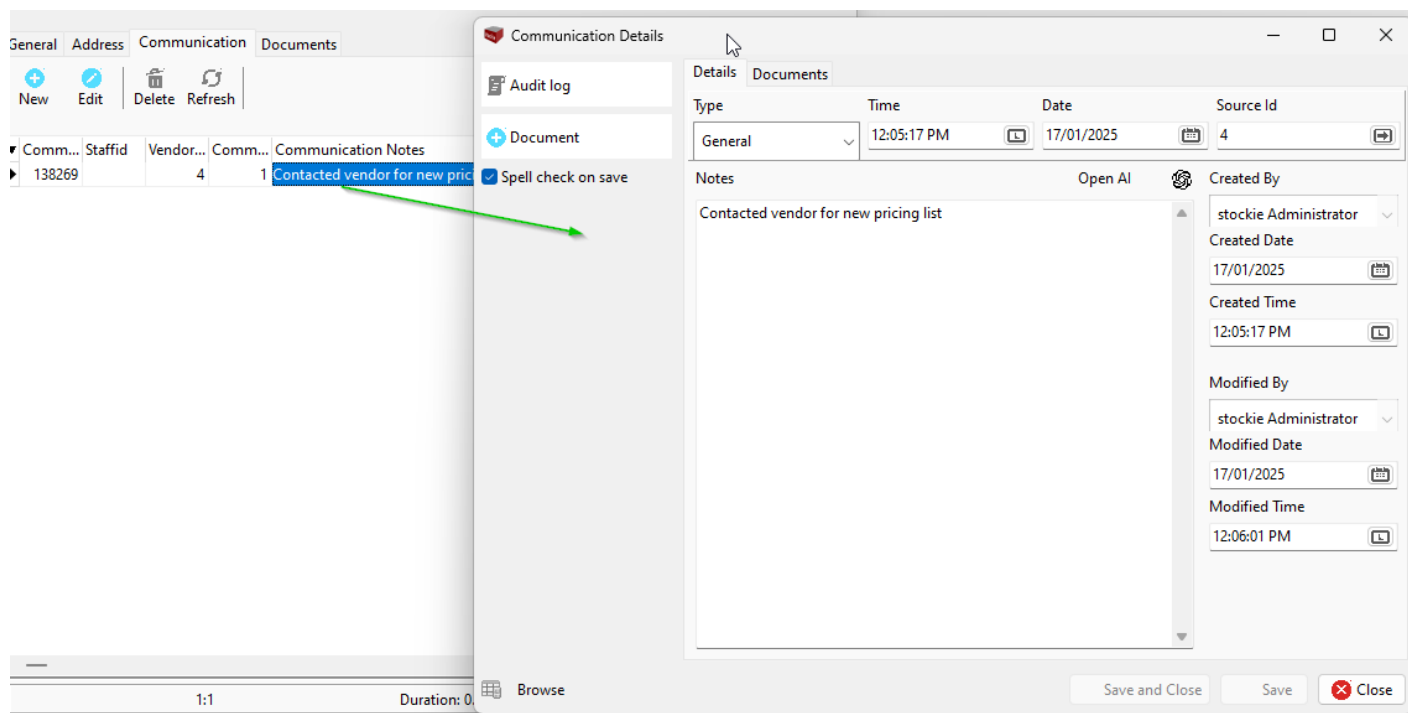 General Address Communication Documents
New Edit Delete Refresh
Comm... Staffid Vendor... Comm... Communication Notes
138269 4 1 Contacted vendor for new prici
1:1 Duration: 0.
Communication Details
Audit log
Document
Spell check on save
Details Documents
Type Time Date Source Id
General 12:05:17 PM 17/01/2025 4
Notes Open AI Created By
Contacted vendor for new pricing list
stockie Administrator
Created Date
17/01/2025
Created Time
12:05:17 PM
Modified By
stockie Administrator
Modified Date
17/01/2025
Modified Time
12:06:01 PM
Browse Save and Close Save Close